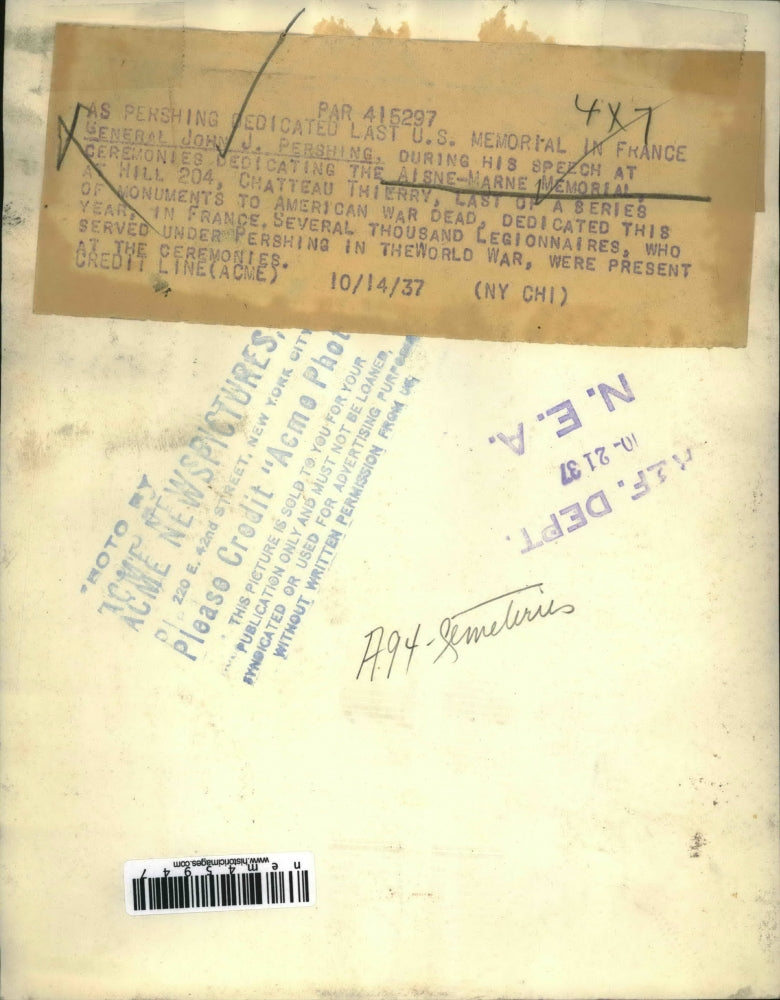 PAR 415297
4x7
AS PERSHING DEDICATED LAST U.S. MEMORIAL IN FRANCE
GENERAL JOHN J. PERSHING, DURING HIS SPEECH AT
CEREMONIES DEDICATING THE AISNE-MARNE MEMORIAL,
AT HILL 204, CHATTEAU THIERRY, LAST OF A SERIES
OF MONUMENTS TO AMERICAN WAR DEAD, DEDICATED THIS
YEAR, IN FRANCE. SEVERAL THOUSAND LEGIONNAIRES, WHO
SERVED UNDER PERSHING IN THEWORLD WAR, WERE PRESENT
AT THE CEREMONIES.
CREDIT LINE(ACME) 10/14/37 (NY CHI)
PHOTO BY
ACME NEWSPICTURES,
220 E. 42nd STREET, NEW YORK CITY
Please Credit "Acme Phot
THIS PICTURE IS SOLD TO YOU FOR YOUR
PUBLICATION ONLY AND MUST NOT BE LOANED,
SYNDICATED OR USED FOR ADVERTISING PURPOSES
WITHOUT WRITTEN PERMISSION FROM US
REF. DEPT.
10-21 37
N. E. A.
A94-Cemeteries
nem45947
www.historicimages.com